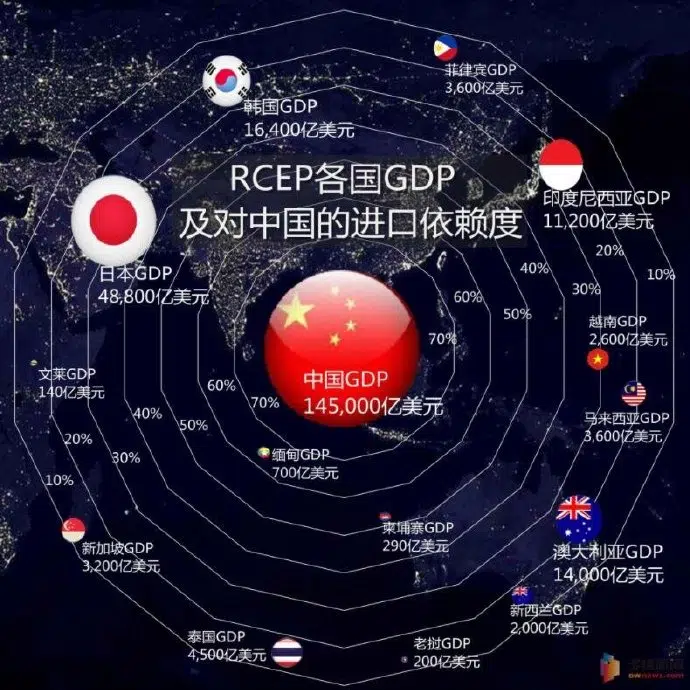 菲律宾GDP
3,600亿美元
韩国GDP
16,400亿美元
RCEP各国GDP
及对中国的进口依赖度
印度尼西亚GDP
11,200亿美元
日本GDP
48,800亿美元
20%
10%
40%
30%
60%
50%
70%
越南GDP
2,600亿美元
中国GDP
145,000亿美元
文莱GDP
140亿美元
马来西亚GDP
3,600亿美元
60%
70%
40%
50%
20%
30%
10%
缅甸GDP
700亿美元
柬埔寨GDP
290亿美元
新加坡GDP
3,200亿美元
澳大利亚GDP
14,000亿美元
新西兰GDP
2,000亿美元
泰国GDP
4,500亿美元
老挝GDP
200亿美元